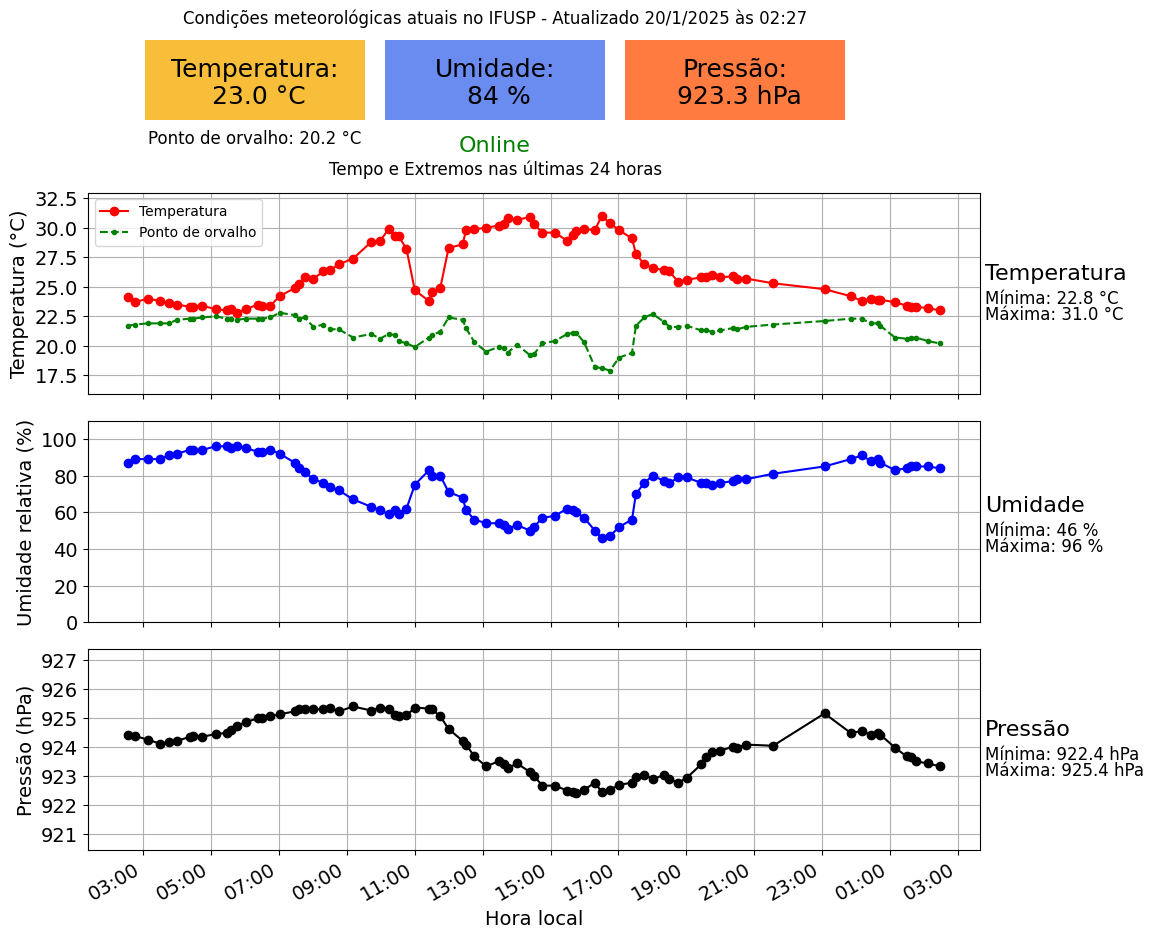 Condições meteorológicas atuais no IFUSP - Atualizado 20/1/2025 às 02:27
Temperatura:
23.0 °C
Umidade:
84 %
Pressão:
923.3 hPa
Ponto de orvalho: 20.2 °C
Online
Tempo e Extremos nas últimas 24 horas
Temperatura (°C)
32.5
30.0
27.5
25.0
22.5
20.0
17.5
Temperatura
Ponto de orvalho
Temperatura
Mínima: 22.8 °C
Máxima: 31.0 °C
Umidade relativa (%)
100
80
60
40
20
0
Umidade
Mínima: 46 %
Máxima: 96 %
Pressão (hPa)
927
926
925
924
923
922
921
Pressão
Mínima: 922.4 hPa
Máxima: 925.4 hPa
03:00 05:00 07:00 09:00 11:00 13:00 15:00 17:00 19:00 21:00 23:00 01:00 03:00
Hora local